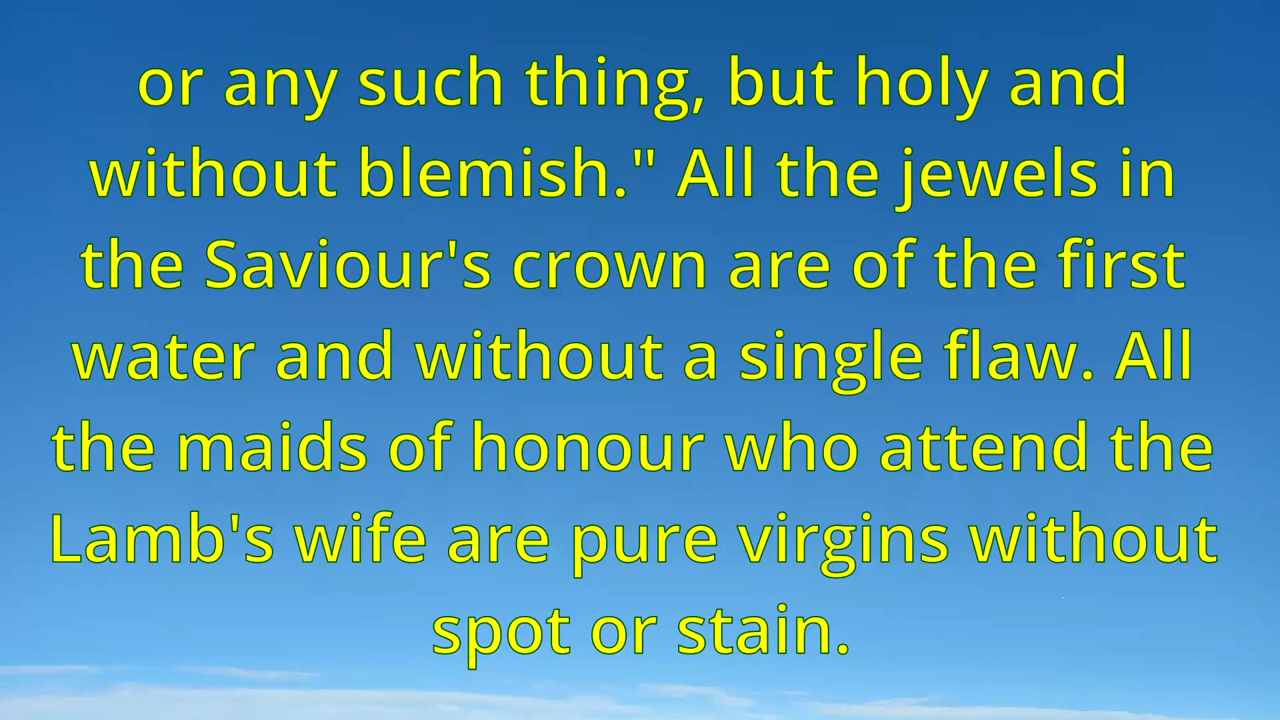 or any such thing, but holy and
without blemish." All the jewels in
the Saviour's crown are of the first
water and without a single flaw. All
the maids of honour who attend the
Lamb's wife are pure virgins without
spot or stain.